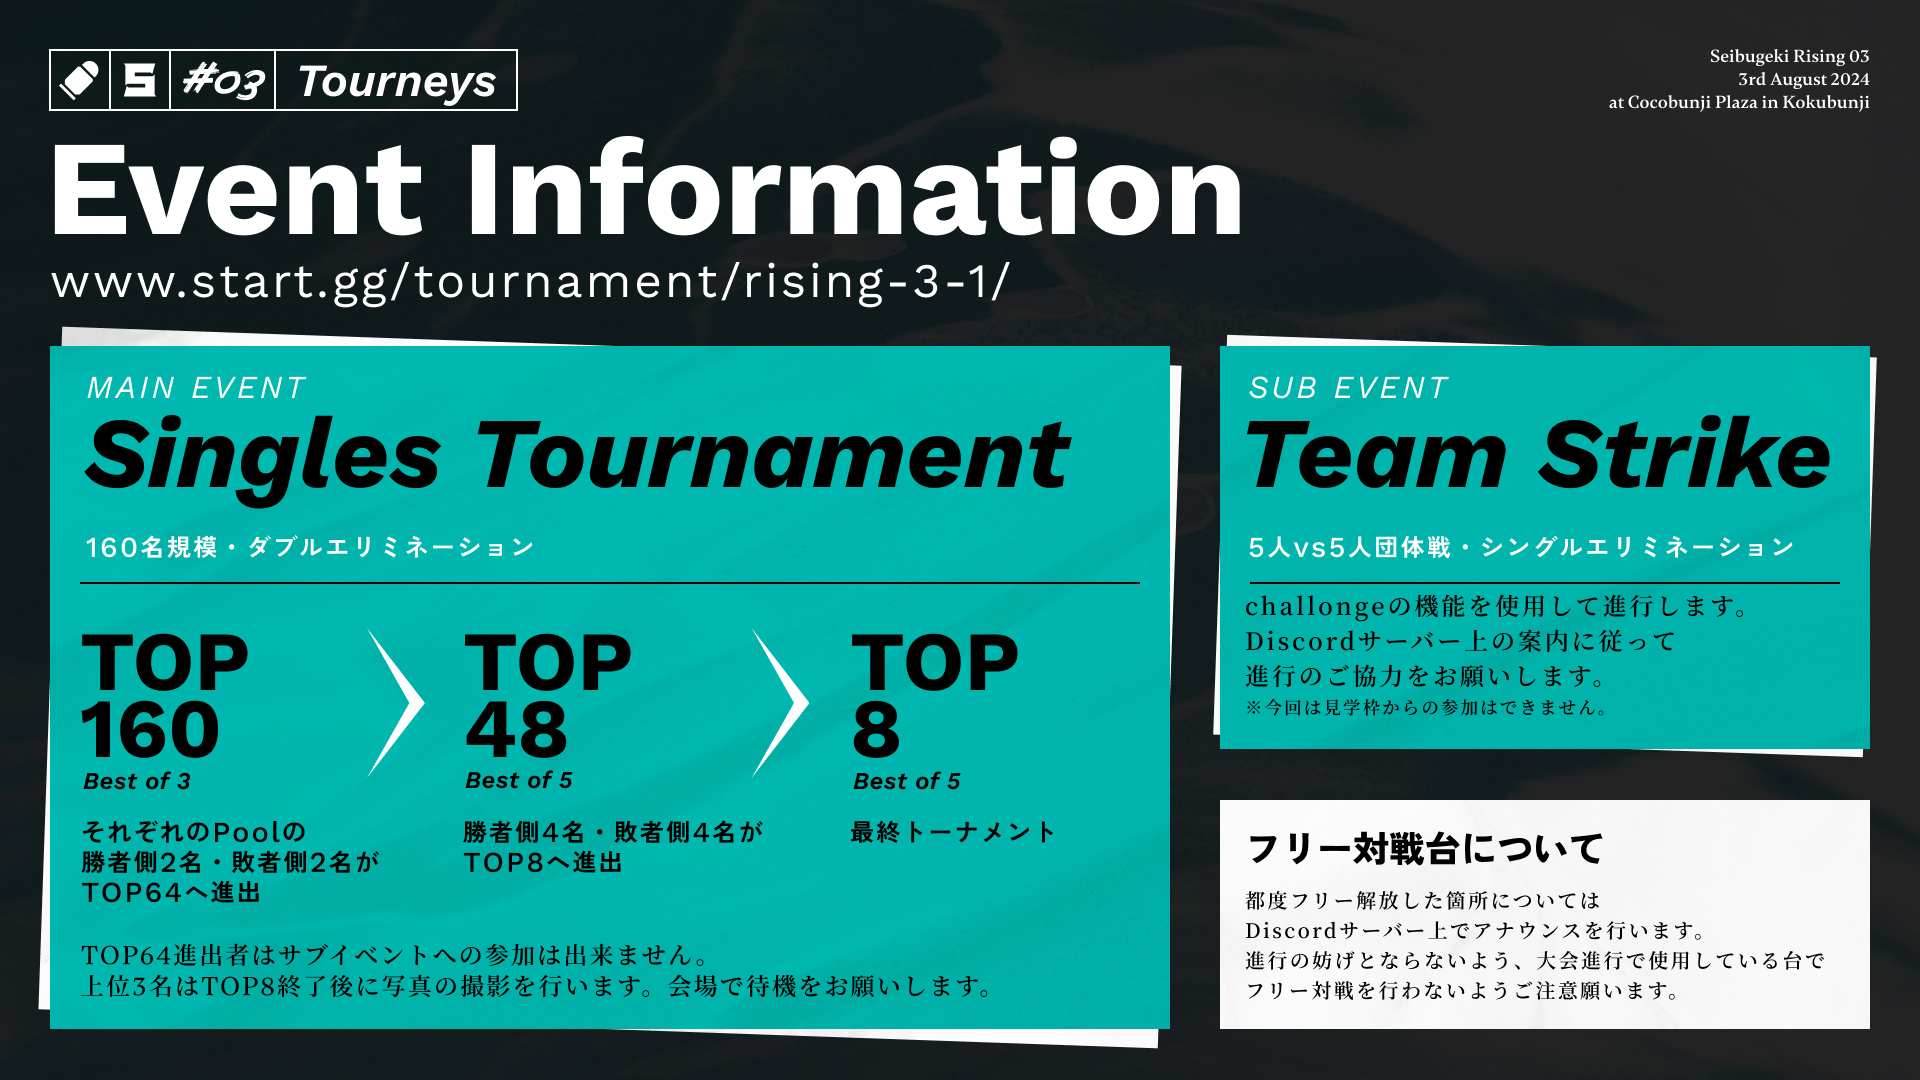 S #03 Tourneys
Seibugeki Rising 03
3rd August 2024
at Cocobunji Plaza in Kokubunji
Event Information
www.start.gg/tournament/rising-3-1/
MAIN EVENT
Singles Tournament
160名規模・ダブルエリミネーション
TOP
160
Best of 3
それぞれのPoolの
勝者側2名・敗者側2名が
TOP64へ進出
TOP
48
Best of 5
勝者側4名・敗者側4名が
TOP8へ進出
TOP
8
Best of 5
最終トーナメント
TOP64進出者はサブイベントへの参加は出来ません。
上位3名はTOP8終了後に写真の撮影を行います。会場で待機をお願いします。
SUB EVENT
Team Strike
5人vs5人団体戦・シングルエリミネーション
challongeの機能を使用して進行します。
Discordサーバー上の案内に従って
進行のご協力をお願いします。
※今回は見学枠からの参加はできません。
フリー対戦台について
都度フリー解放した箇所については
Discordサーバー上でアナウンスを行います。
進行の妨げとならないよう、大会進行で使用している台で
フリー対戦を行わないようご注意願います。